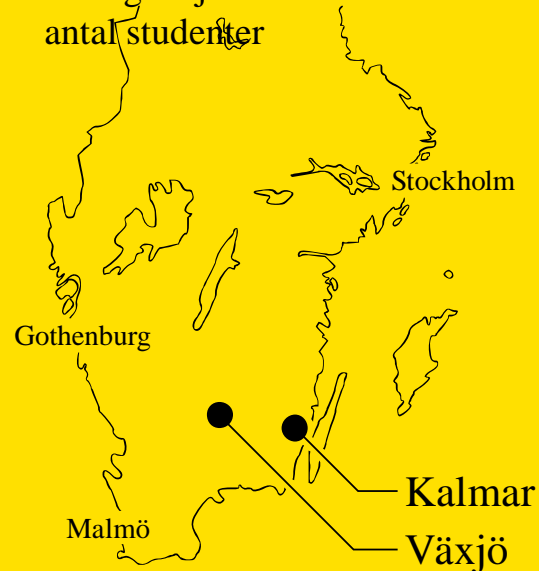 antal studenter
Stockholm
Gothenburg
Kalmar
Malmö
Växjö